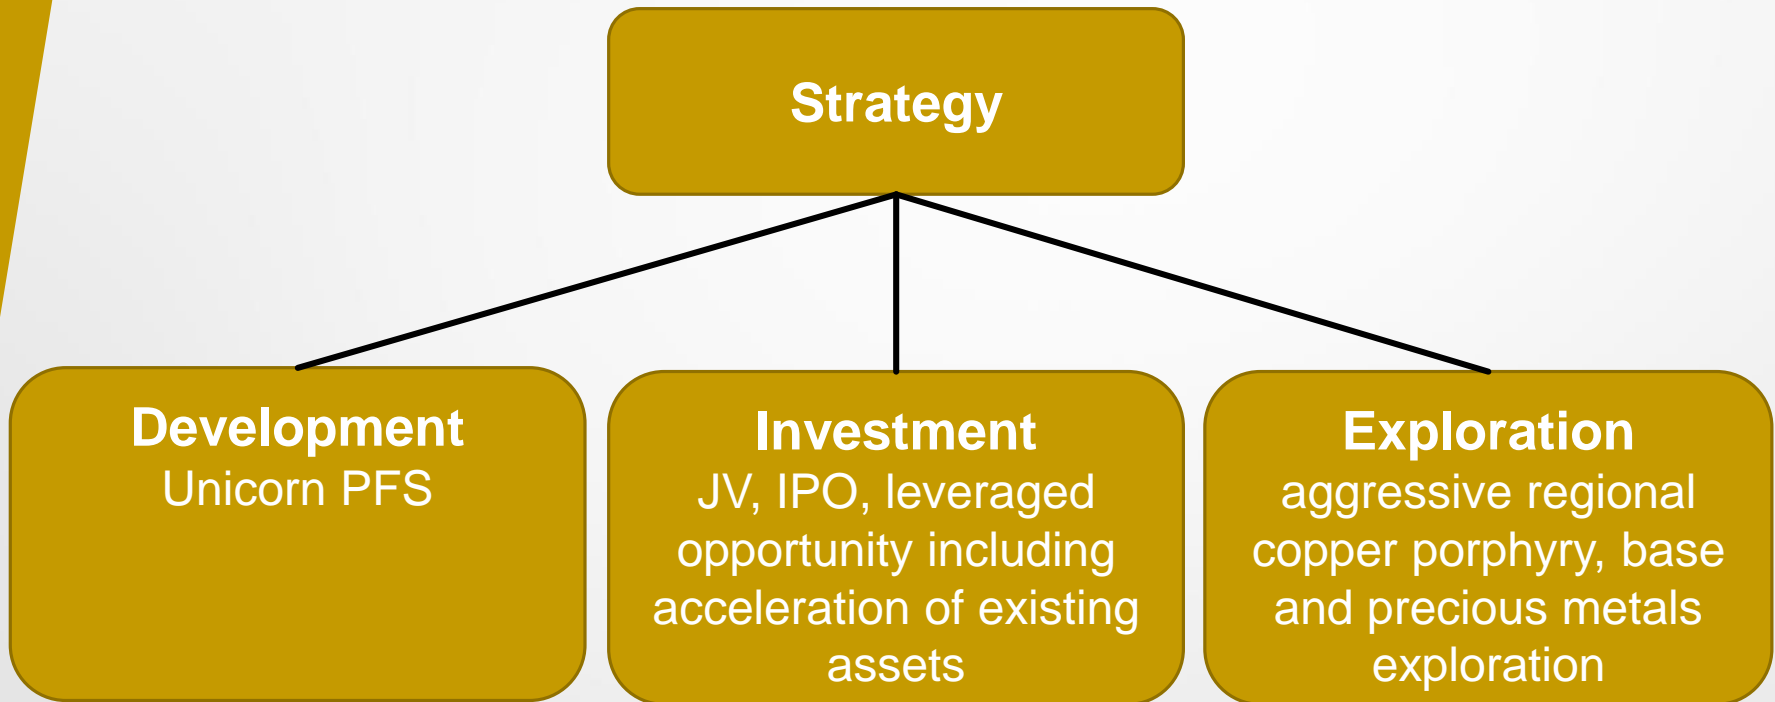 Strategy
Development
Unicorn PFS
Investment
JV, IPO, leveraged
opportunity including
acceleration of existing
assets
Exploration
aggressive regional
copper porphyry, base
and precious metals
exploration